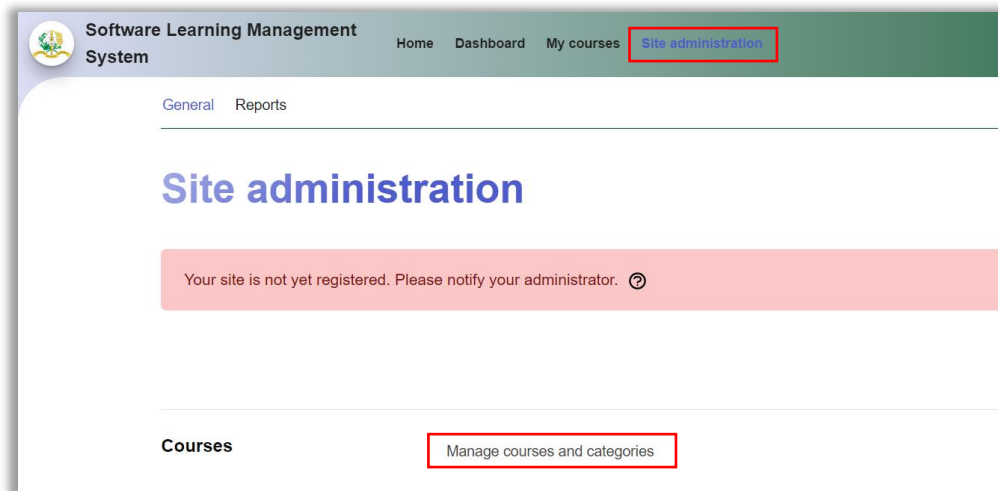 Software Learning Management
System
Home Dashboard My courses Site administration
General Reports
Site administration
Your site is not yet registered. Please notify your administrator.
Courses
Manage courses and categories